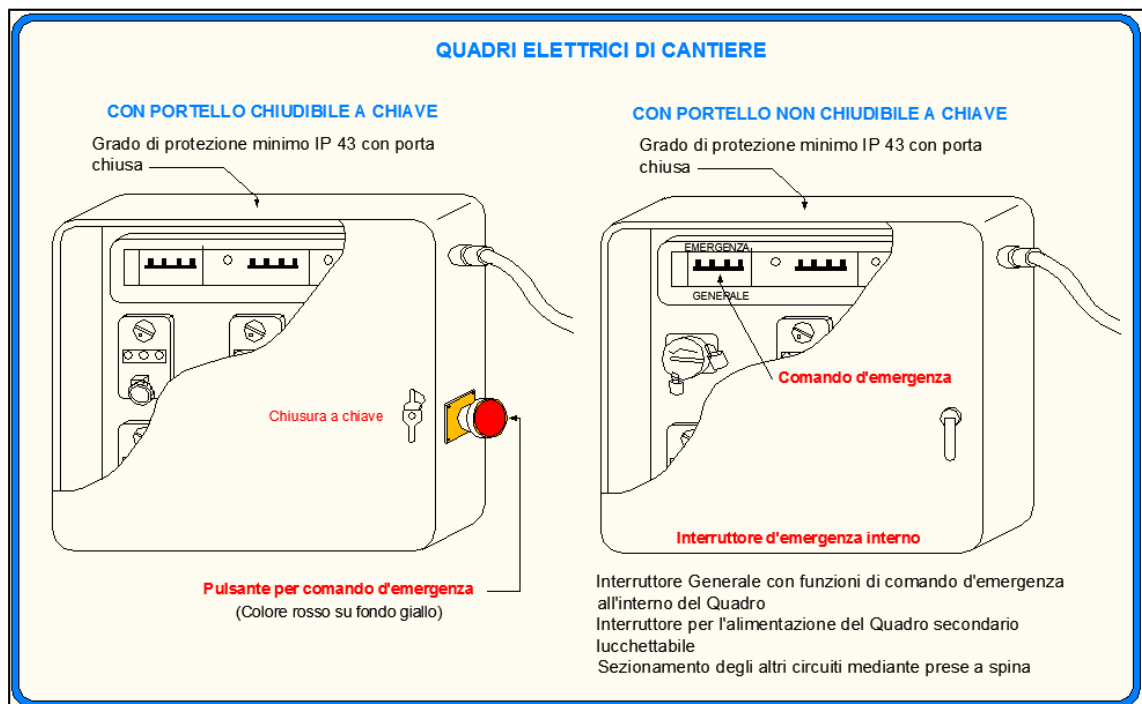 QUADRI ELETTRICI DI CANTIERE
CON PORTELLO CHIUDIBILE A CHIAVE
Grado di protezione minimo IP 43 con porta
chiusa
Chiusura a chiave
Pulsante per comando d'emergenza
(Colore rosso su fondo giallo)
CON PORTELLO NON CHIUDIBILE A CHIAVE
Grado di protezione minimo IP 43 con porta
chiusa
EMERGENZA
GENERALE
Comando d'emergenza
Interruttore d'emergenza interno
Interruttore Generale con funzioni di comando d'emergenza
all'interno del Quadro
Interruttore per l'alimentazione del Quadro secondario
lucchettabile
Sezionamento degli altri circuiti mediante prese a spina